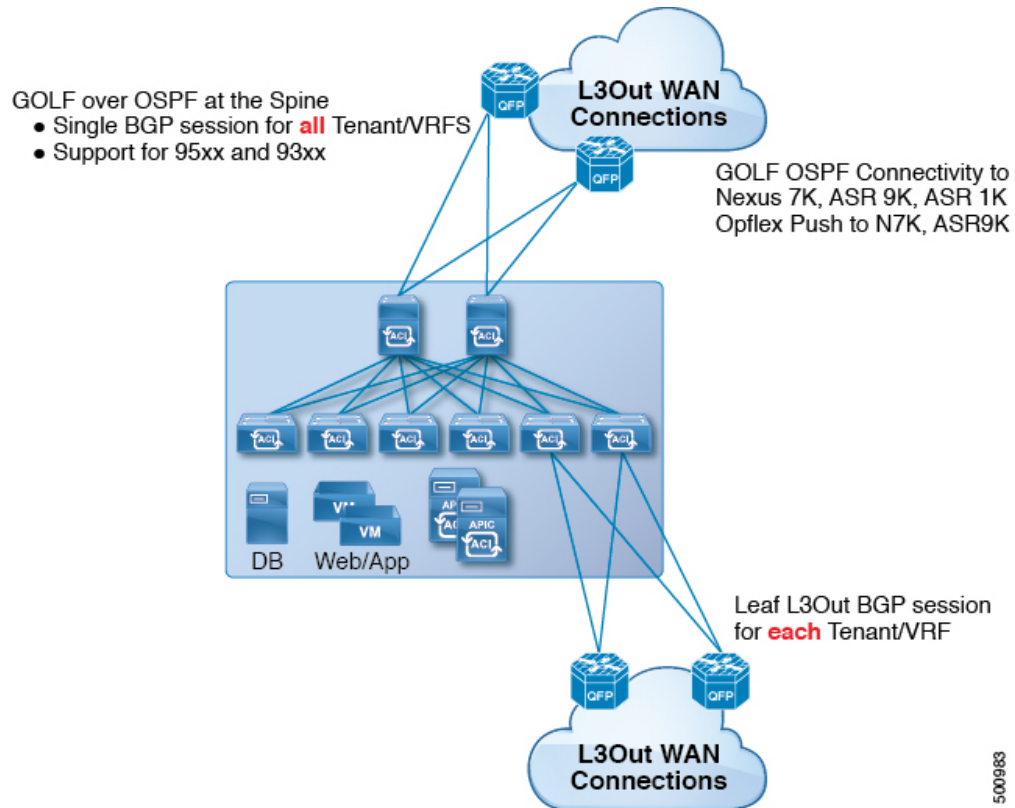 L3Out WAN
Connections
QFP
QFP
GOLF over OSPF at the Spine
● Single BGP session for all Tenant/VRFS
● Support for 95xx and 93xx
GOLF OSPF Connectivity to
Nexus 7K, ASR 9K, ASR 1K
Opflex Push to N7K, ASR9K
ACI
ACI
ACI
ACI
ACI
ACI
ACI
ACI
VM
VM
AP
AC
APIC
ACI
DB
Web/App
Leaf L3Out BGP session
for each Tenant/VRF
QFP
QFP
L3Out WAN
Connections
500983